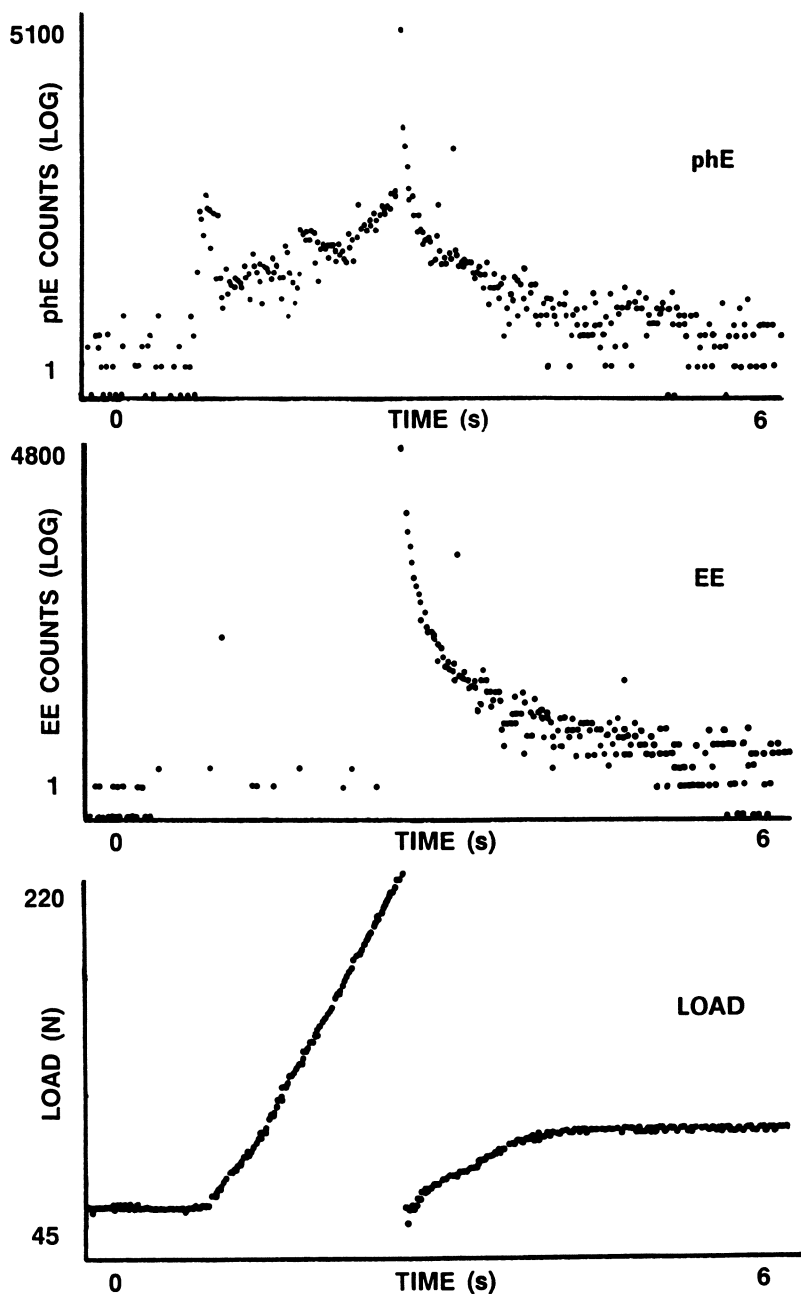 5100
phE COUNTS (LOG)
phE
1
0
TIME (s)
6
4800
EE COUNTS (LOG)
EE
1
0
TIME (s)
6
220
LOAD (N)
LOAD
45
0
TIME (s)
6